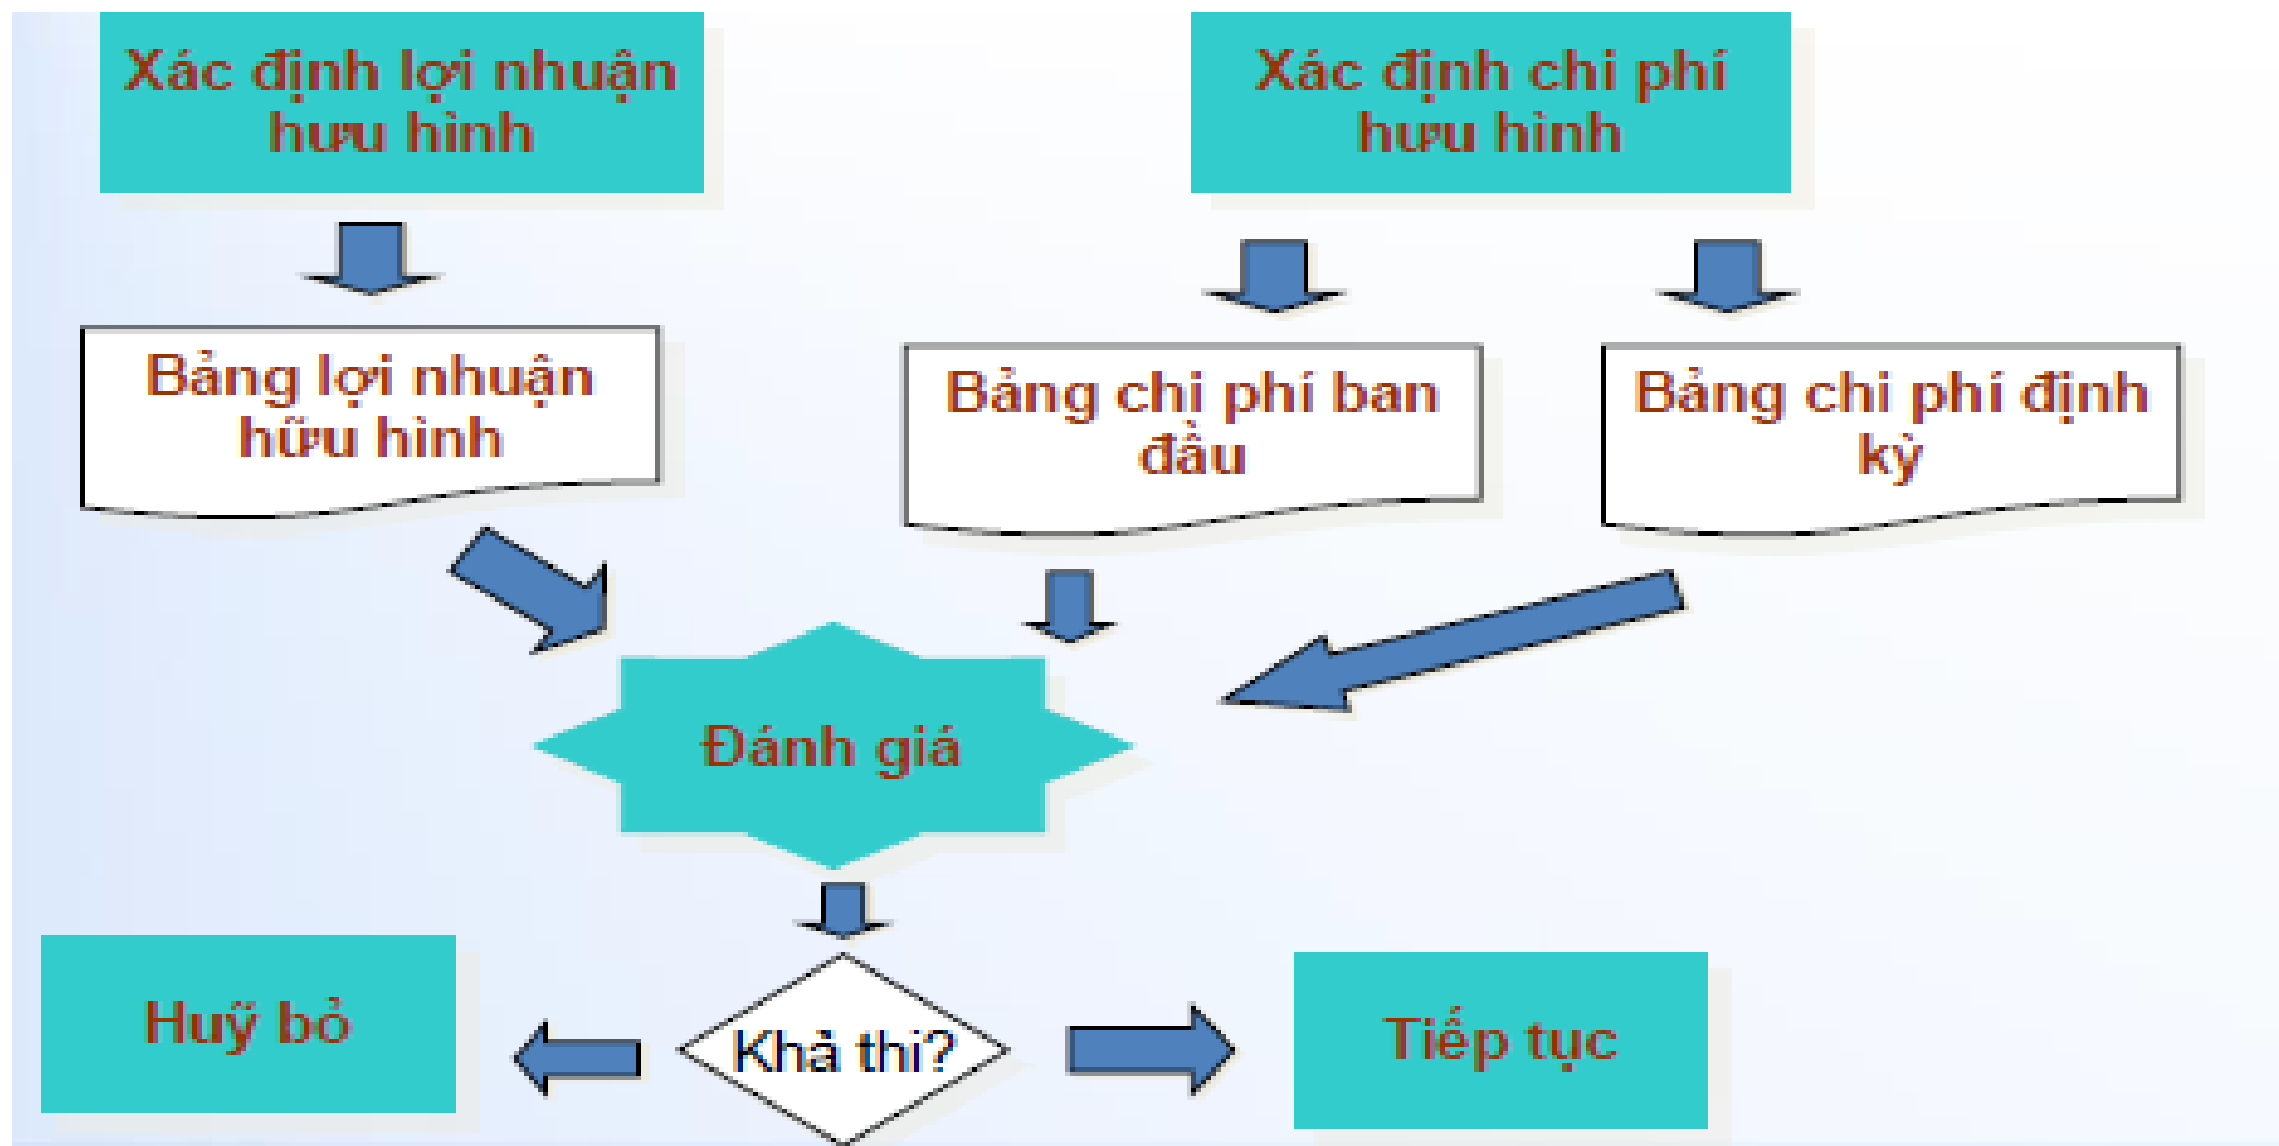 Xác định lợi nhuận
hưu hình
Xác định chi phí
hưu hình
Bảng lợi nhuận
hữu hình
Bảng chi phí ban
đầu
Bảng chi phí định
kỳ
Đánh giá
Huỹ bỏ
Khả thi?
Tiếp tục